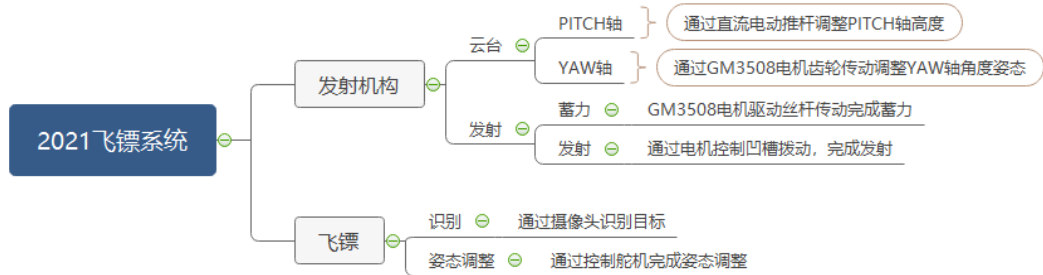 2021飞镖系统
发射机构
云台
PITCH轴
通过直流电动推杆调整PITCH轴高度
YAW轴
通过GM3508电机齿轮传动调整YAW轴角度姿态
发射
蓄力
GM3508电机驱动丝杆传动完成蓄力
发射
通过电机控制凹槽拨动，完成发射
飞镖
识别
通过摄像头识别目标
姿态调整
通过控制舵机完成姿态调整